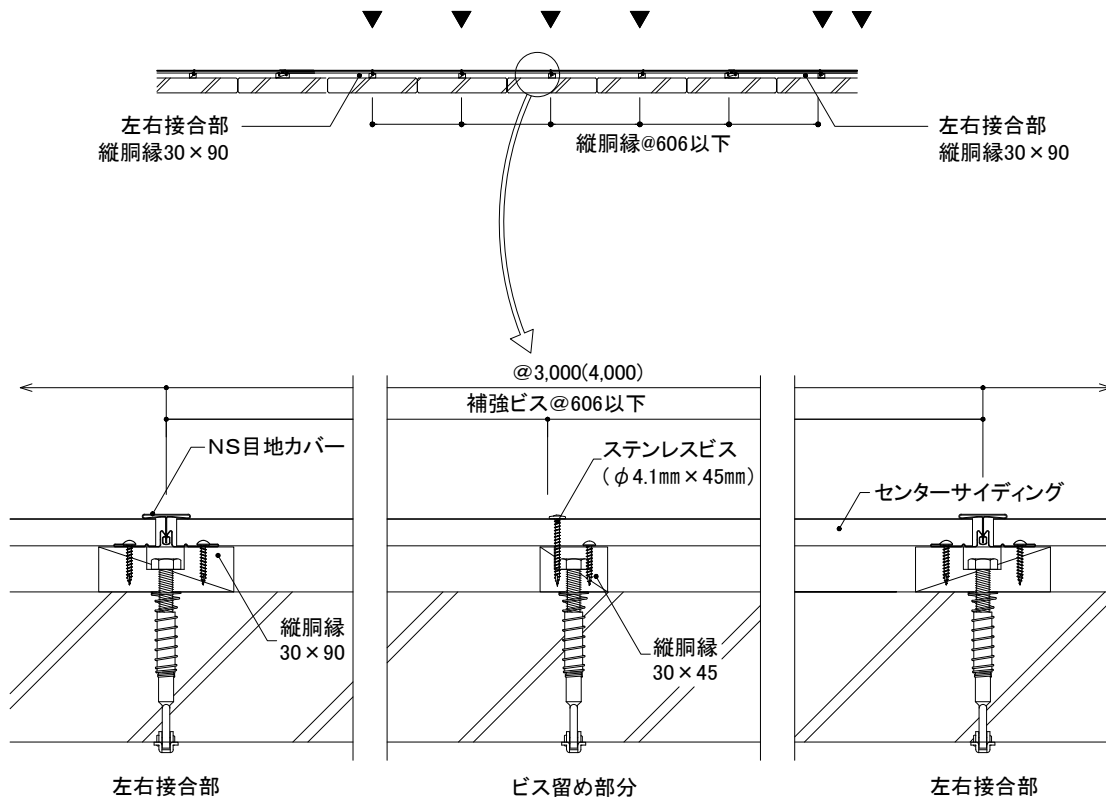 左右接合部
縦胴縁30×90
縦胴縁@606以下
左右接合部
縦胴縁30×90
@3,000(4,000)
補強ビス@606以下
NS目地カバー
ステンレスビス
(φ4.1mm×45mm)
センターサイディング
縦胴縁
30×90
縦胴縁
30×45
左右接合部
ビス留め部分
左右接合部